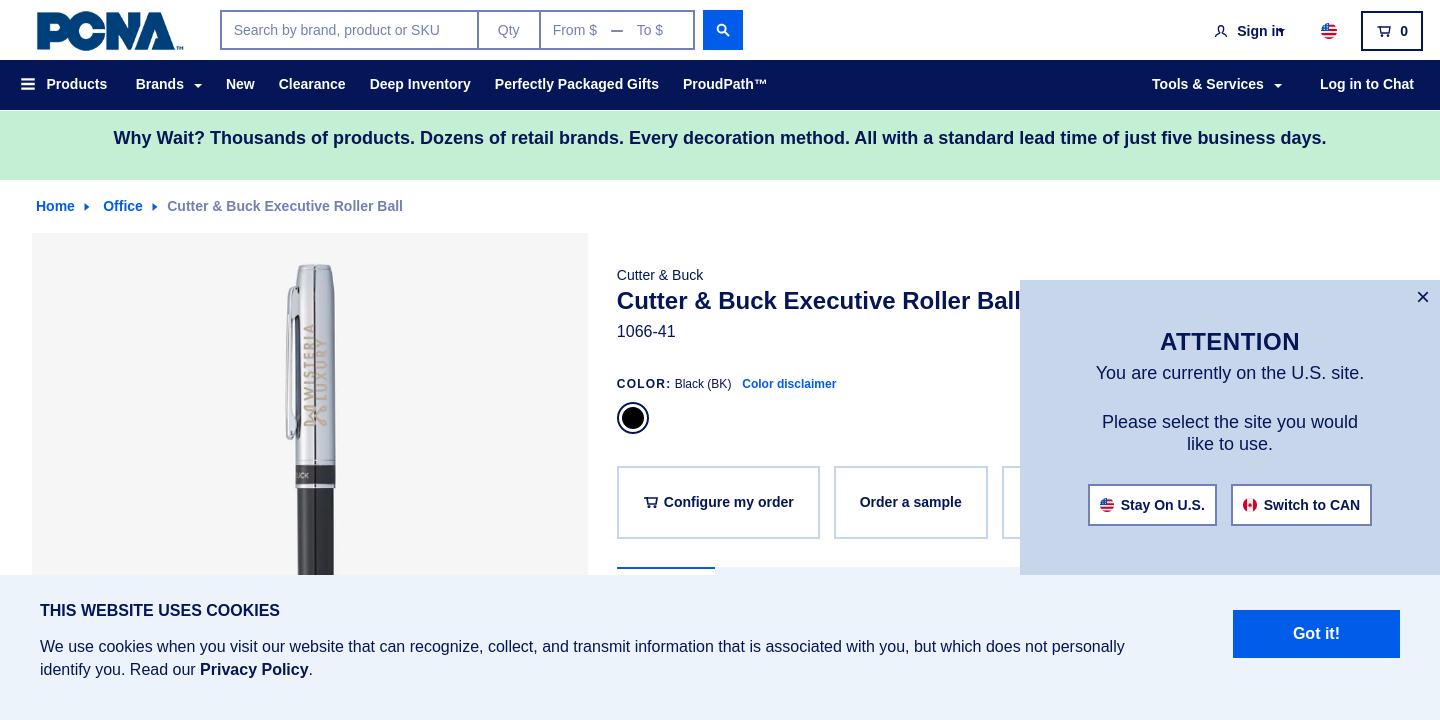 PCNA™
Search by brand, product or SKU
Qty
From $ — To $
Sign in
0
Products
Brands
New
Clearance
Deep Inventory
Perfectly Packaged Gifts
ProudPath™
Tools & Services
Log in to Chat
Why Wait? Thousands of products. Dozens of retail brands. Every decoration method. All with a standard lead time of just five business days.
Home
Office
Cutter & Buck Executive Roller Ball
WISTERIA
LUXURY
UCK
Cutter & Buck
Cutter & Buck Executive Roller Ball
1066-41
COLOR: Black (BK) Color disclaimer
Configure my order
Order a sample
×
ATTENTION
You are currently on the U.S. site.
Please select the site you would
like to use.
Stay On U.S.
Switch to CAN
THIS WEBSITE USES COOKIES
We use cookies when you visit our website that can recognize, collect, and transmit information that is associated with you, but which does not personally
identify you. Read our Privacy Policy.
Got it!